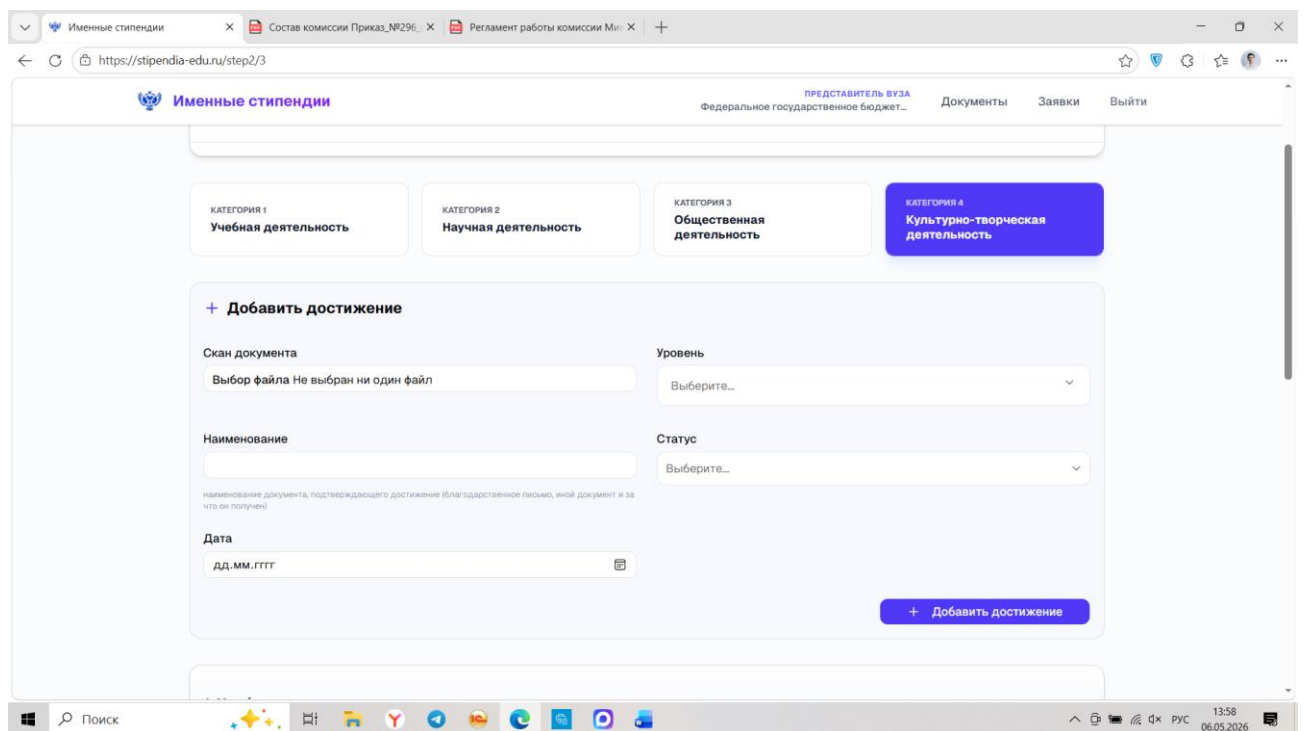 Именные стипендии
Состав комиссии Приказ_№296_
Регламент работы комиссии Ми
https://stipendia-edu.ru/step2/3
Именные стипендии
ПРЕДСТАВИТЕЛЬ ВУЗА
Федеральное государственное бюджет...
Документы
Заявки
Выйти
КАТЕГОРИЯ 1
Учебная деятельность
КАТЕГОРИЯ 2
Научная деятельность
КАТЕГОРИЯ 3
Общественная
деятельность
КАТЕГОРИЯ 4
Культурно-творческая
деятельность
+ Добавить достижение
Скан документа
Выбор файла Не выбран ни один файл
Уровень
Выберите...
Наименование
наименование документа, подтверждающего достижение (благодарственное письмо, иной документ и за
что он получен)
Статус
Выберите...
Дата
дд.мм.гггг
+ Добавить достижение
Поиск
РУС
13:58
06.05.2026